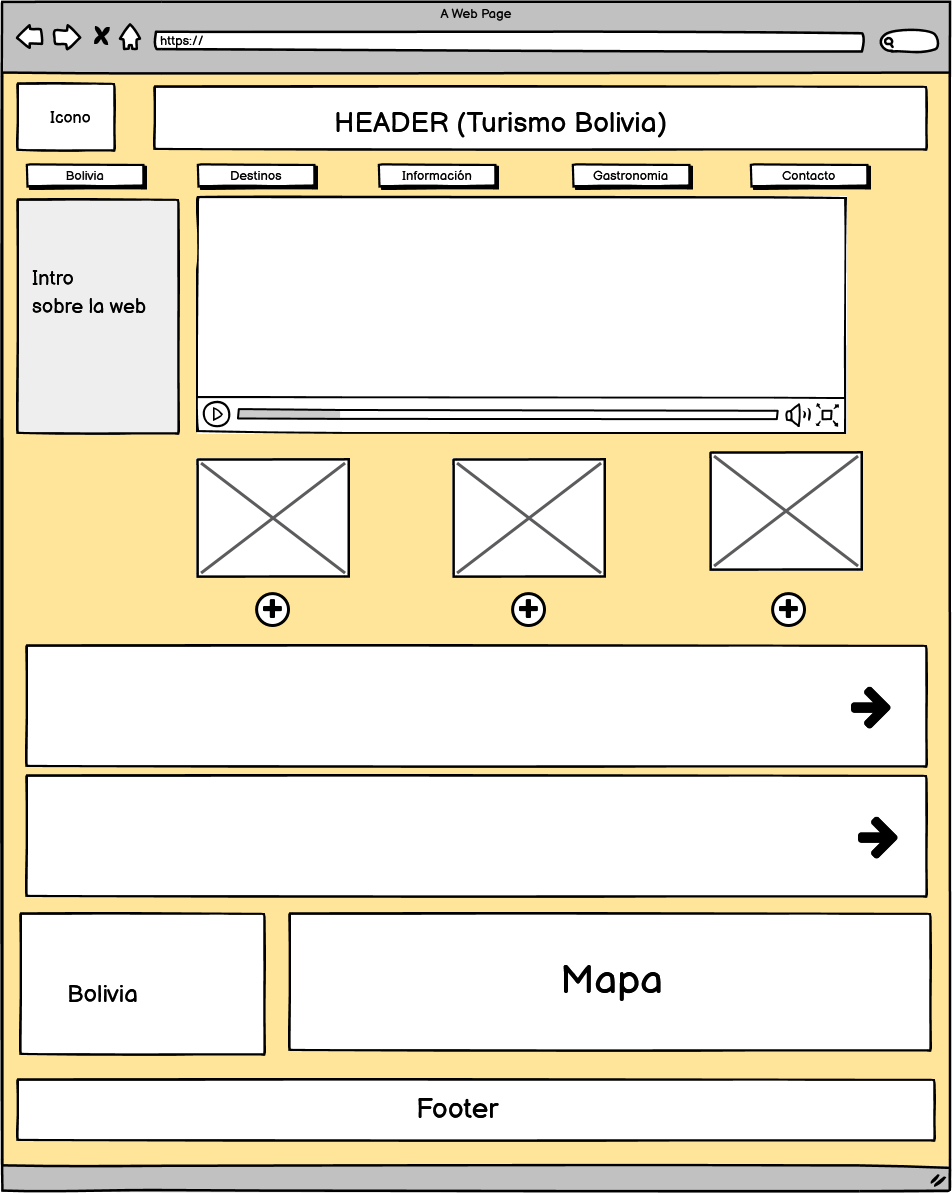 A Web Page
https://
Icono
HEADER (Turismo Bolivia)
Bolivia
Destinos
Información
Gastronomia
Contacto
Intro
sobre la web
Bolivia
Mapa
Footer